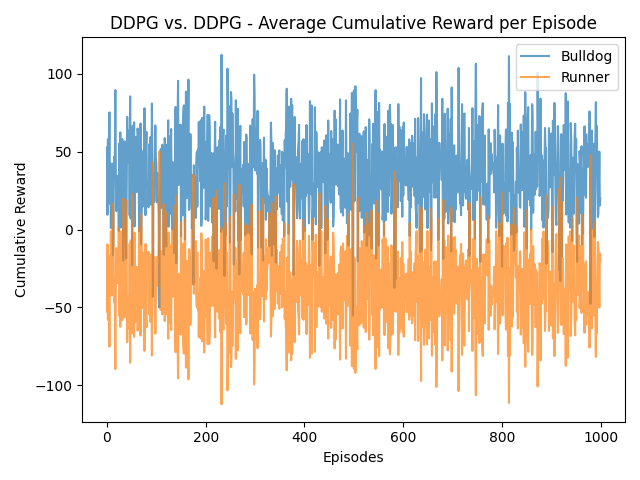 DDPG vs. DDPG - Average Cumulative Reward per Episode
Bulldog
Runner
Cumulative Reward
100
50
0
−50
−100
0
200
400
600
800
1000
Episodes